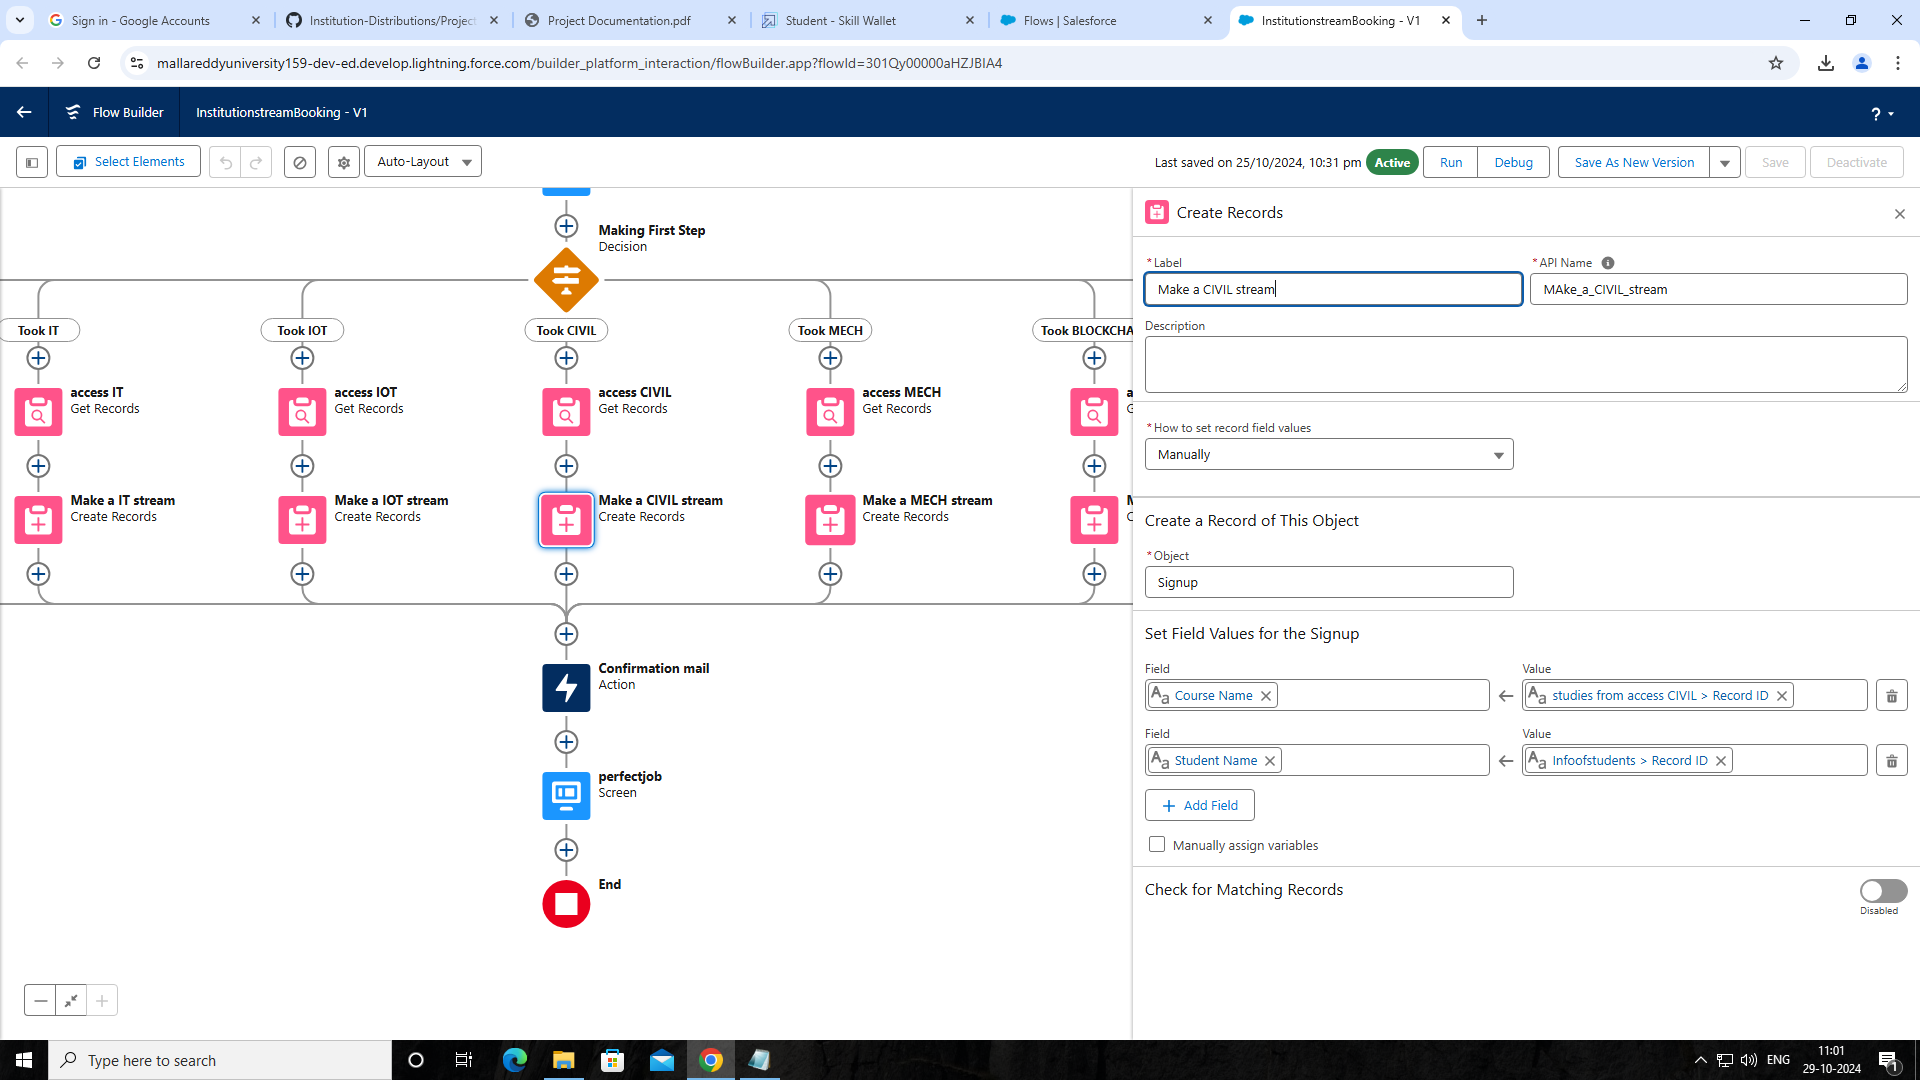 Sign in - Google Accounts
Institution-Distributions/Project
Project Documentation.pdf
Student - Skill Wallet
Flows | Salesforce
InstitutionstreamBooking - V1
mallareddyuniversity159-dev-ed.develop.lightning.force.com/builder_platform_interaction/flowBuilder.app?flowId=301Qy00000aHZJBIA4
Flow Builder
InstitutionstreamBooking - V1
?
Select Elements
Auto-Layout
Last saved on 25/10/2024, 10:31 pm
Active
Run
Debug
Save As New Version
Save
Deactivate
Making First Step
Decision
Took IT
Took IOT
Took CIVIL
Took MECH
Took BLOCKCHA
access IT
Get Records
access IOT
Get Records
access CIVIL
Get Records
access MECH
Get Records
Make a IT stream
Create Records
Make a IOT stream
Create Records
Make a CIVIL stream
Create Records
Make a MECH stream
Create Records
Confirmation mail
Action
perfectjob
Screen
End
Create Records
* Label
Make a CIVIL stream
* API Name
MAke_a_CIVIL_stream
Description
* How to set record field values
Manually
Create a Record of This Object
* Object
Signup
Set Field Values for the Signup
Field
Aa Course Name
Value
Aa studies from access CIVIL > Record ID
Field
Aa Student Name
Value
Aa Infoofstudents > Record ID
+ Add Field
Manually assign variables
Check for Matching Records
Disabled
Type here to search
ENG
11:01
29-10-2024
1